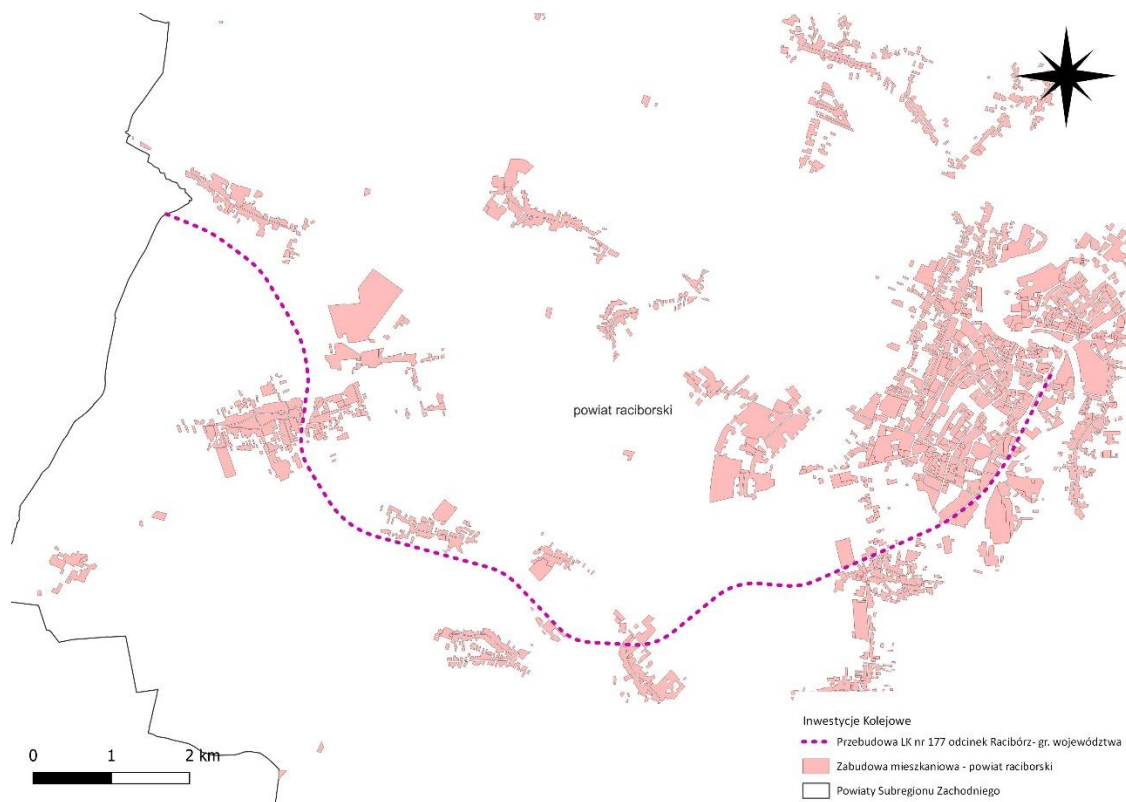 powiat raciborski
0 1 2 km
Inwestycje Kolejowe
Przebudowa LK nr 177 odcinek Racibórz- gr. województwa
Zabudowa mieszkaniowa - powiat raciborski
Powiaty Subregionu Zachodniego